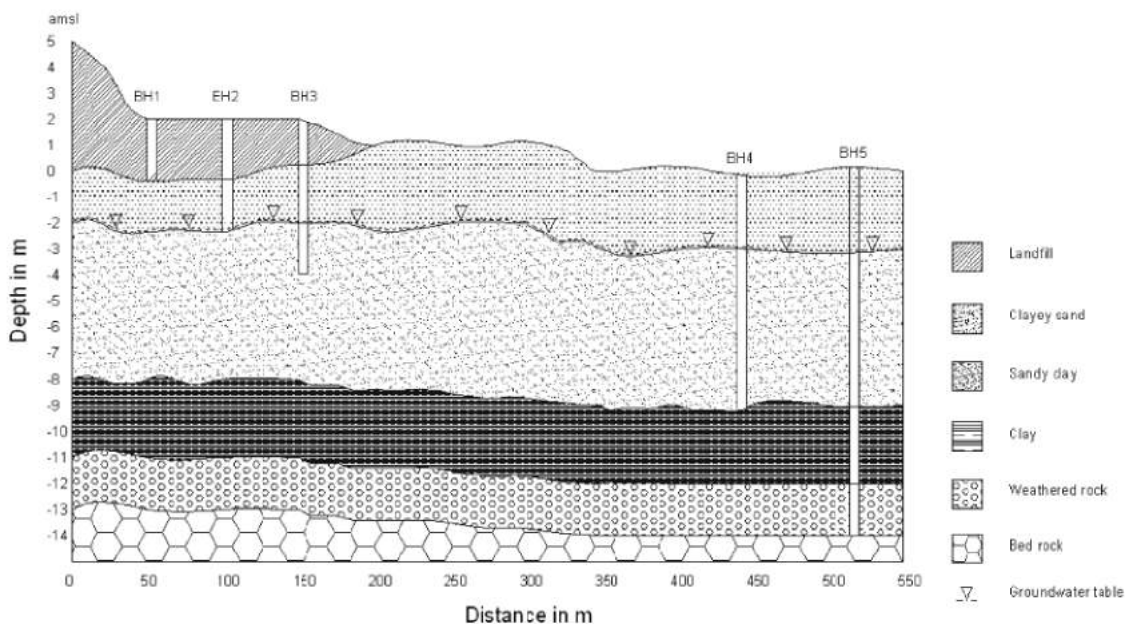 amsl
5
4
3
2
1
0
-1
-2
-3
-4
-5
-6
-7
-8
-9
-10
-11
-12
-13
-14
Depth in m
BH1 EH2 BH3
BH4 BH5
Landfill
Clayey sand
Sandy day
Clay
Weathered rock
Bed rock
Groundwater table
0 50 100 150 200 250 300 350 400 450 500 550
Distance in m